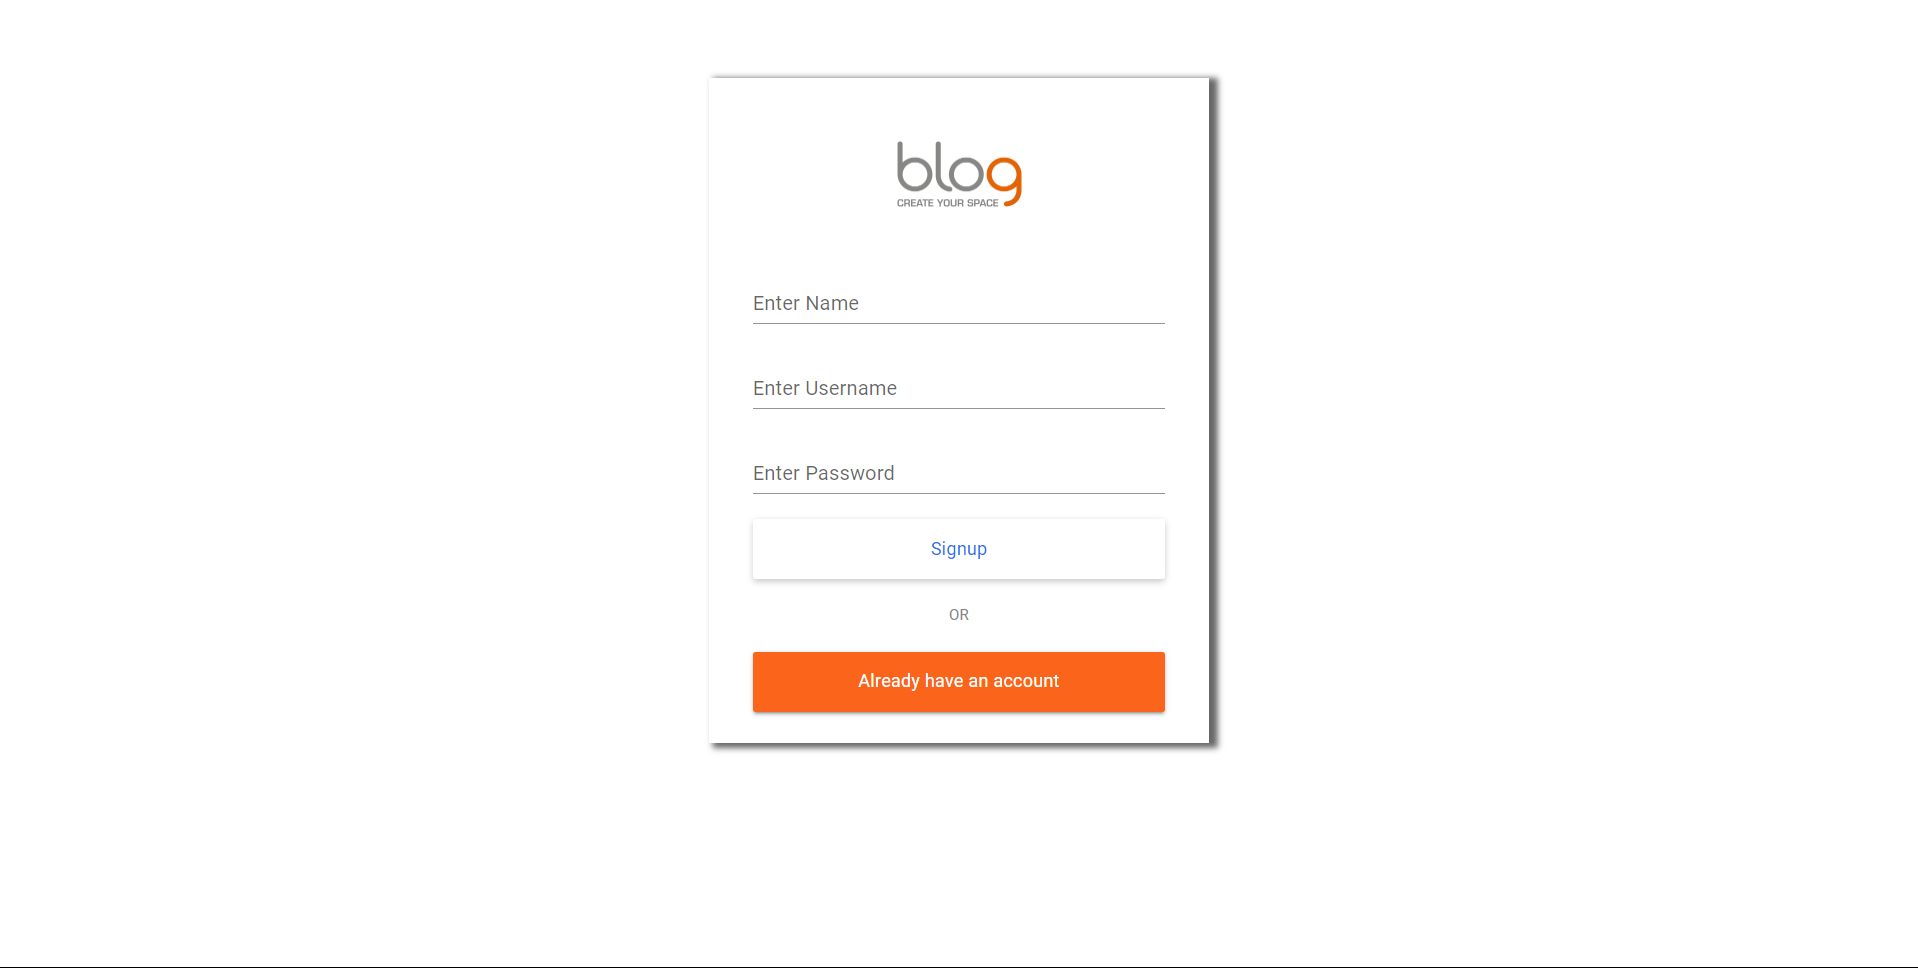 blog
CREATE YOUR SPACE
Enter Name
Enter Username
Enter Password
Signup
OR
Already have an account